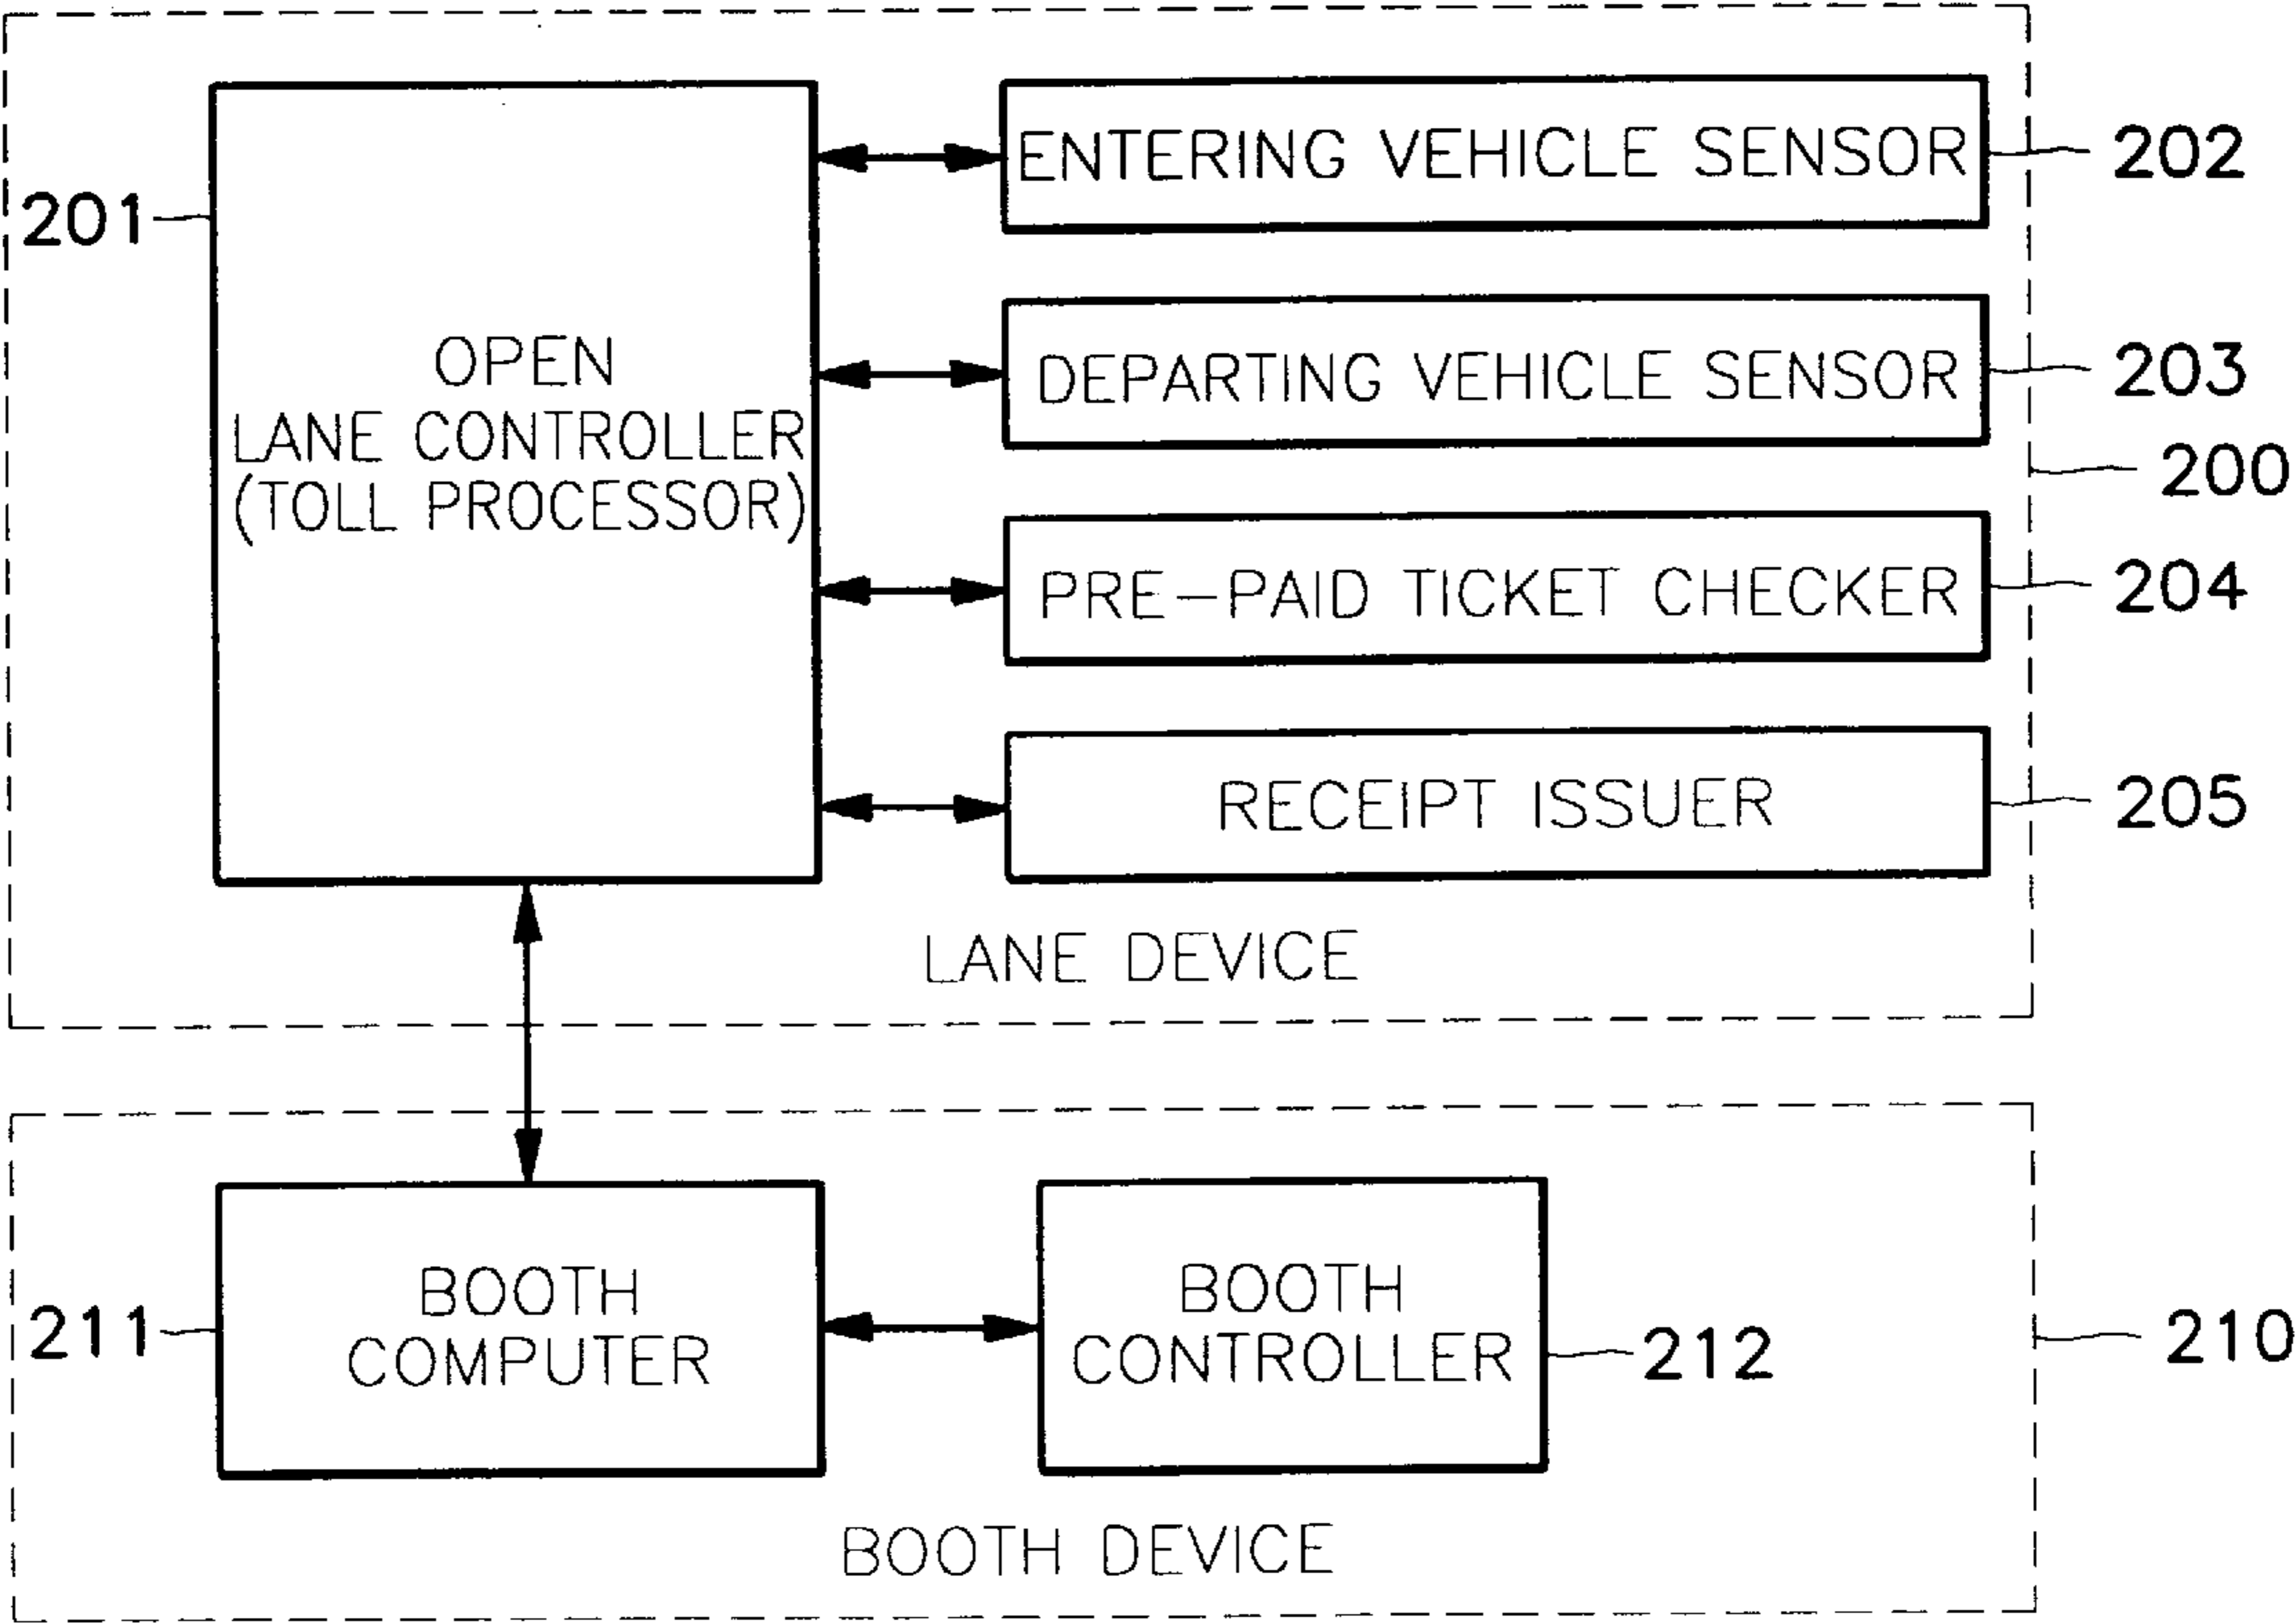 ENTERING VEHICLE SENSOR
202
201
OPEN
LANE CONTROLLER
(TOLL PROCESSOR)
DEPARTING VEHICLE SENSOR
203
200
PRE-PAID TICKET CHECKER
204
RECEIPT ISSUER
205
LANE DEVICE
211
BOOTH
COMPUTER
BOOTH
CONTROLLER
212
210
BOOTH DEVICE